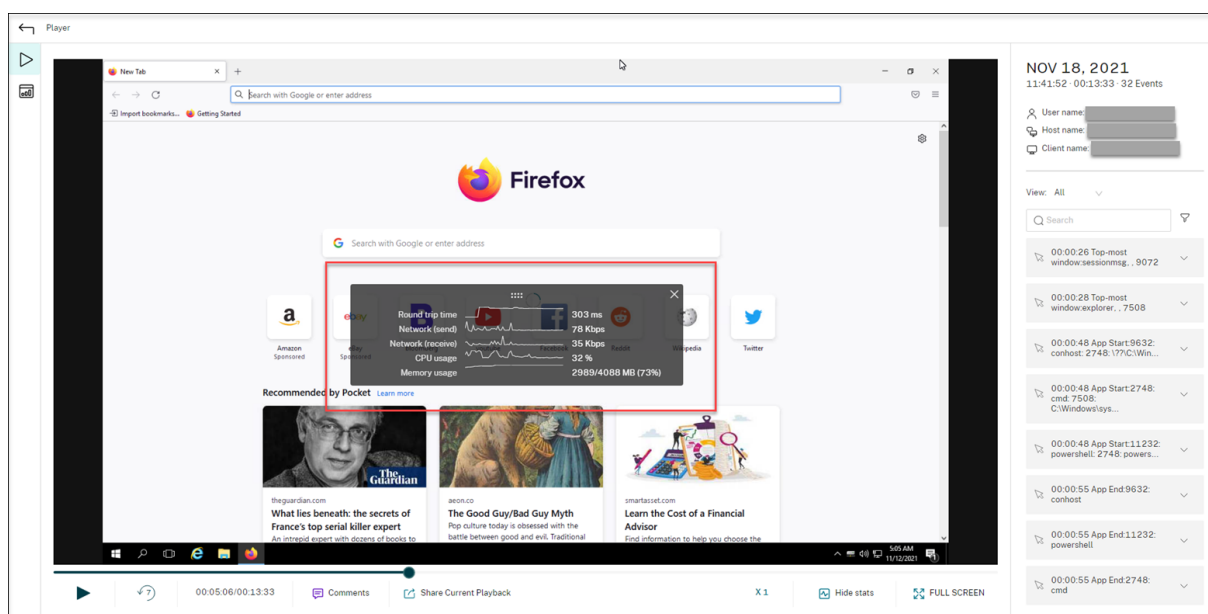 Player
New Tab
Search with Google or enter address
Import bookmarks... Getting Started
Firefox
Search with Google or enter address
Round trip time 303 ms
Network (send) 78 Kbps
Network (receive) 35 Kbps
CPU usage 32 %
Memory usage 2989/4088 MB (73%)
a
Amazon
Sponsored
ebay
eBay
Sponsored
Facebook
Reddit
Wikipedia
Twitter
Recommended by Pocket Learn more
The
Guardian
theguardian.com
What lies beneath: the secrets of
France's top serial killer expert
An intrepid expert with dozens of books to
aeon.co
The Good Guy/Bad Guy Myth
Pop culture today is obsessed with the
battle between good and evil. Traditional
smartasset.com
Learn the Cost of a Financial
Advisor
Find information to help you choose the
5:05 AM
11/12/2021
7
00:05:06/00:13:33
Comments
Share Current Playback
X 1
Hide stats
FULL SCREEN
NOV 18, 2021
11:41:52 · 00:13:33 · 32 Events
User name:
Host name:
Client name:
View: All
Search
00:00:26 Top-most
window:sessionmsg, , 9072
00:00:28 Top-most
window:explorer, , 7508
00:00:48 App Start:9632:
conhost: 2748: \??\C:\Win...
00:00:48 App Start:2748:
cmd: 7508:
C:\Windows\sys...
00:00:48 App Start:11232:
powershell: 2748: powers...
00:00:55 App End:9632:
conhost
00:00:55 App End:11232:
powershell
00:00:55 App End:2748:
cmd